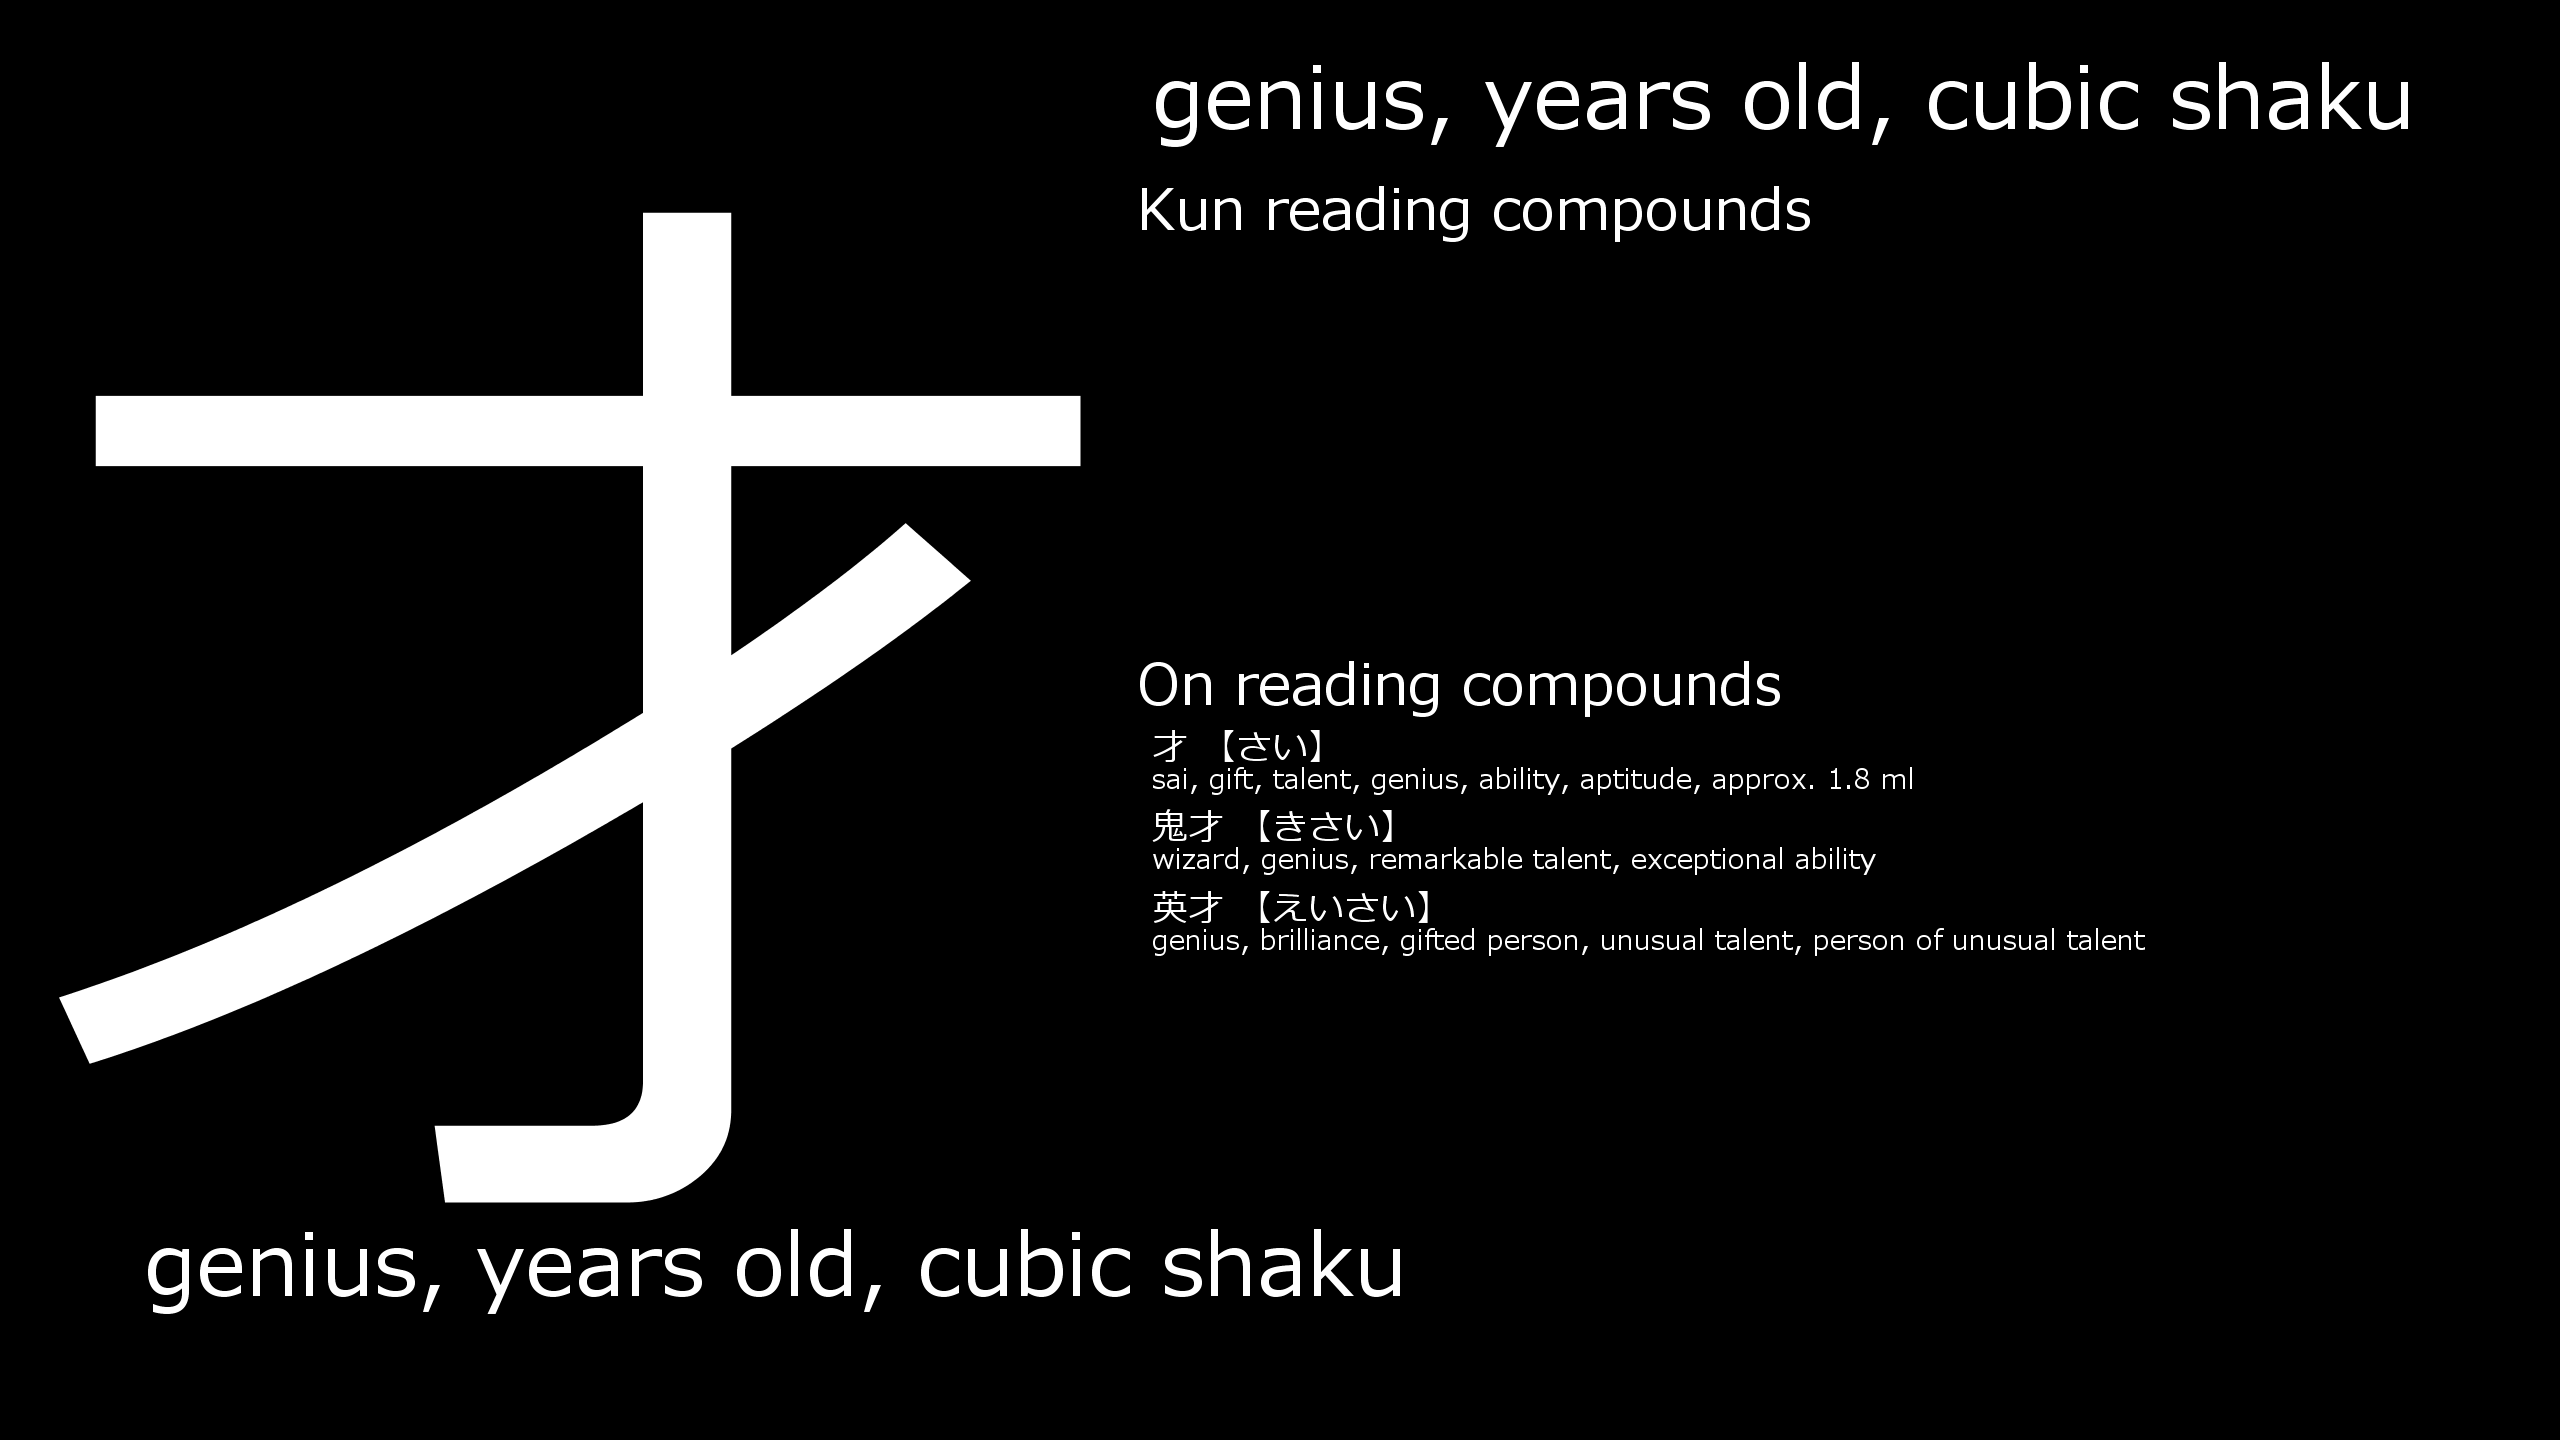 才
genius, years old, cubic shaku
genius, years old, cubic shaku
Kun reading compounds
On reading compounds
才 【さい】
sai, gift, talent, genius, ability, aptitude, approx. 1.8 ml
鬼才 【きさい】
wizard, genius, remarkable talent, exceptional ability
英才 【えいさい】
genius, brilliance, gifted person, unusual talent, person of unusual talent